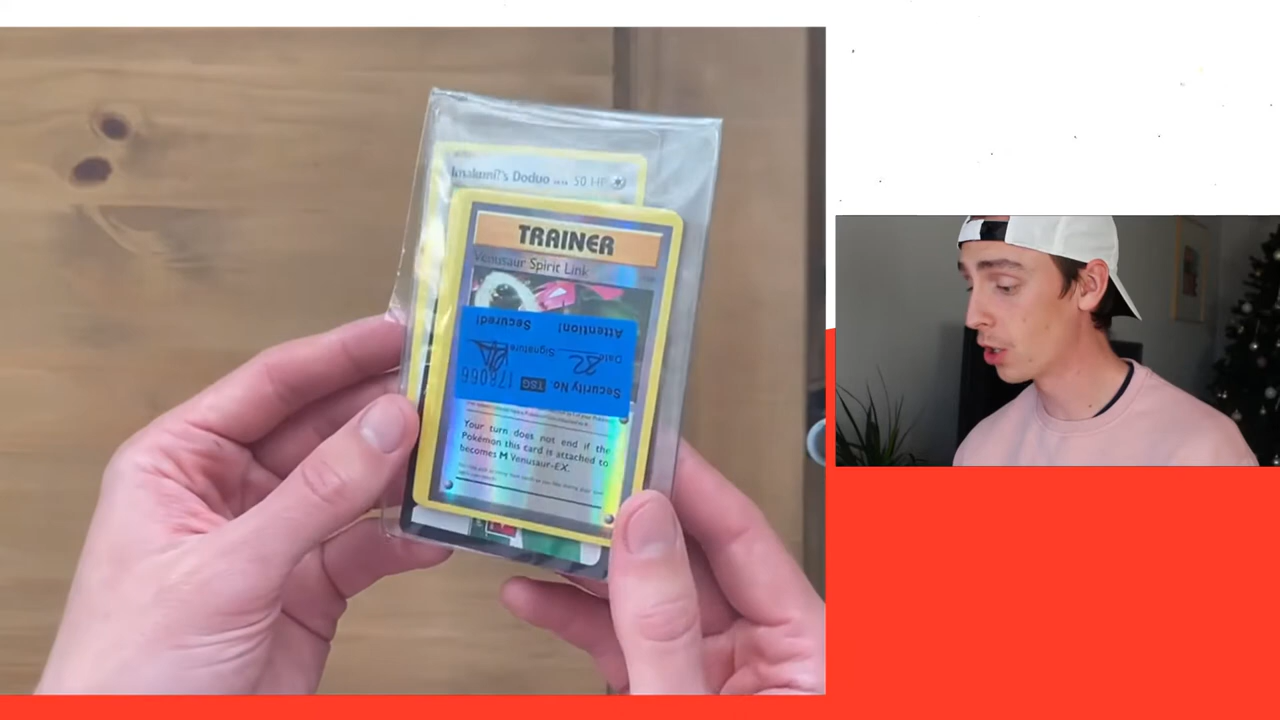 Imakuni?'s Doduo 50 HP
TRAINER
Venusaur Spirit Link
Security No. TSG 178066
Date 22 Signature
Attention! Secured!
Your turn does not end if the
Pokémon this card is attached to
becomes M Venusaur-EX.